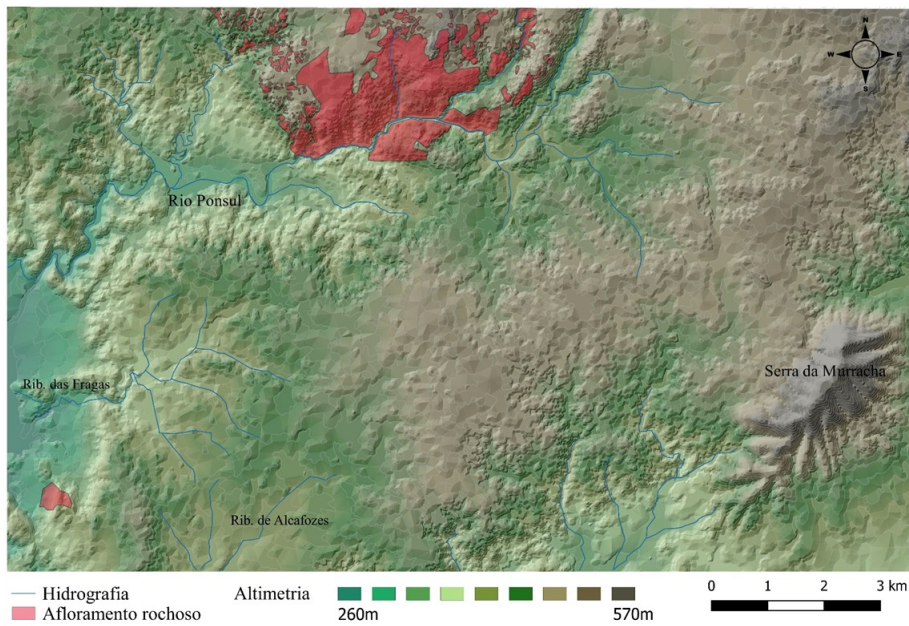 N
W E
S
Rio Ponsul
Serra da Murracha
Rib. das Fragas
Rib. de Alcafozes
Hidrografia
Afloramento rochoso
Altimetria
260m 570m
0 1 2 3 km